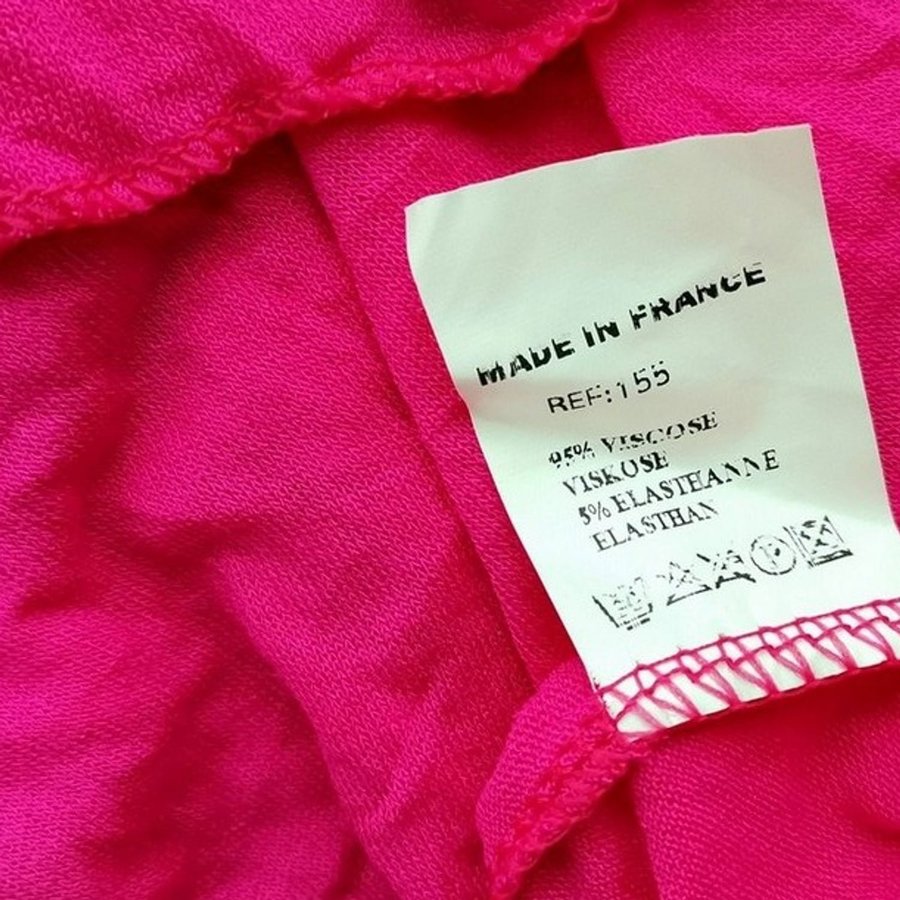 MADE IN FRANCE
REF:155
95% VISCOSE
VISKOSE
5% ELASTHANNE
ELASTHAN